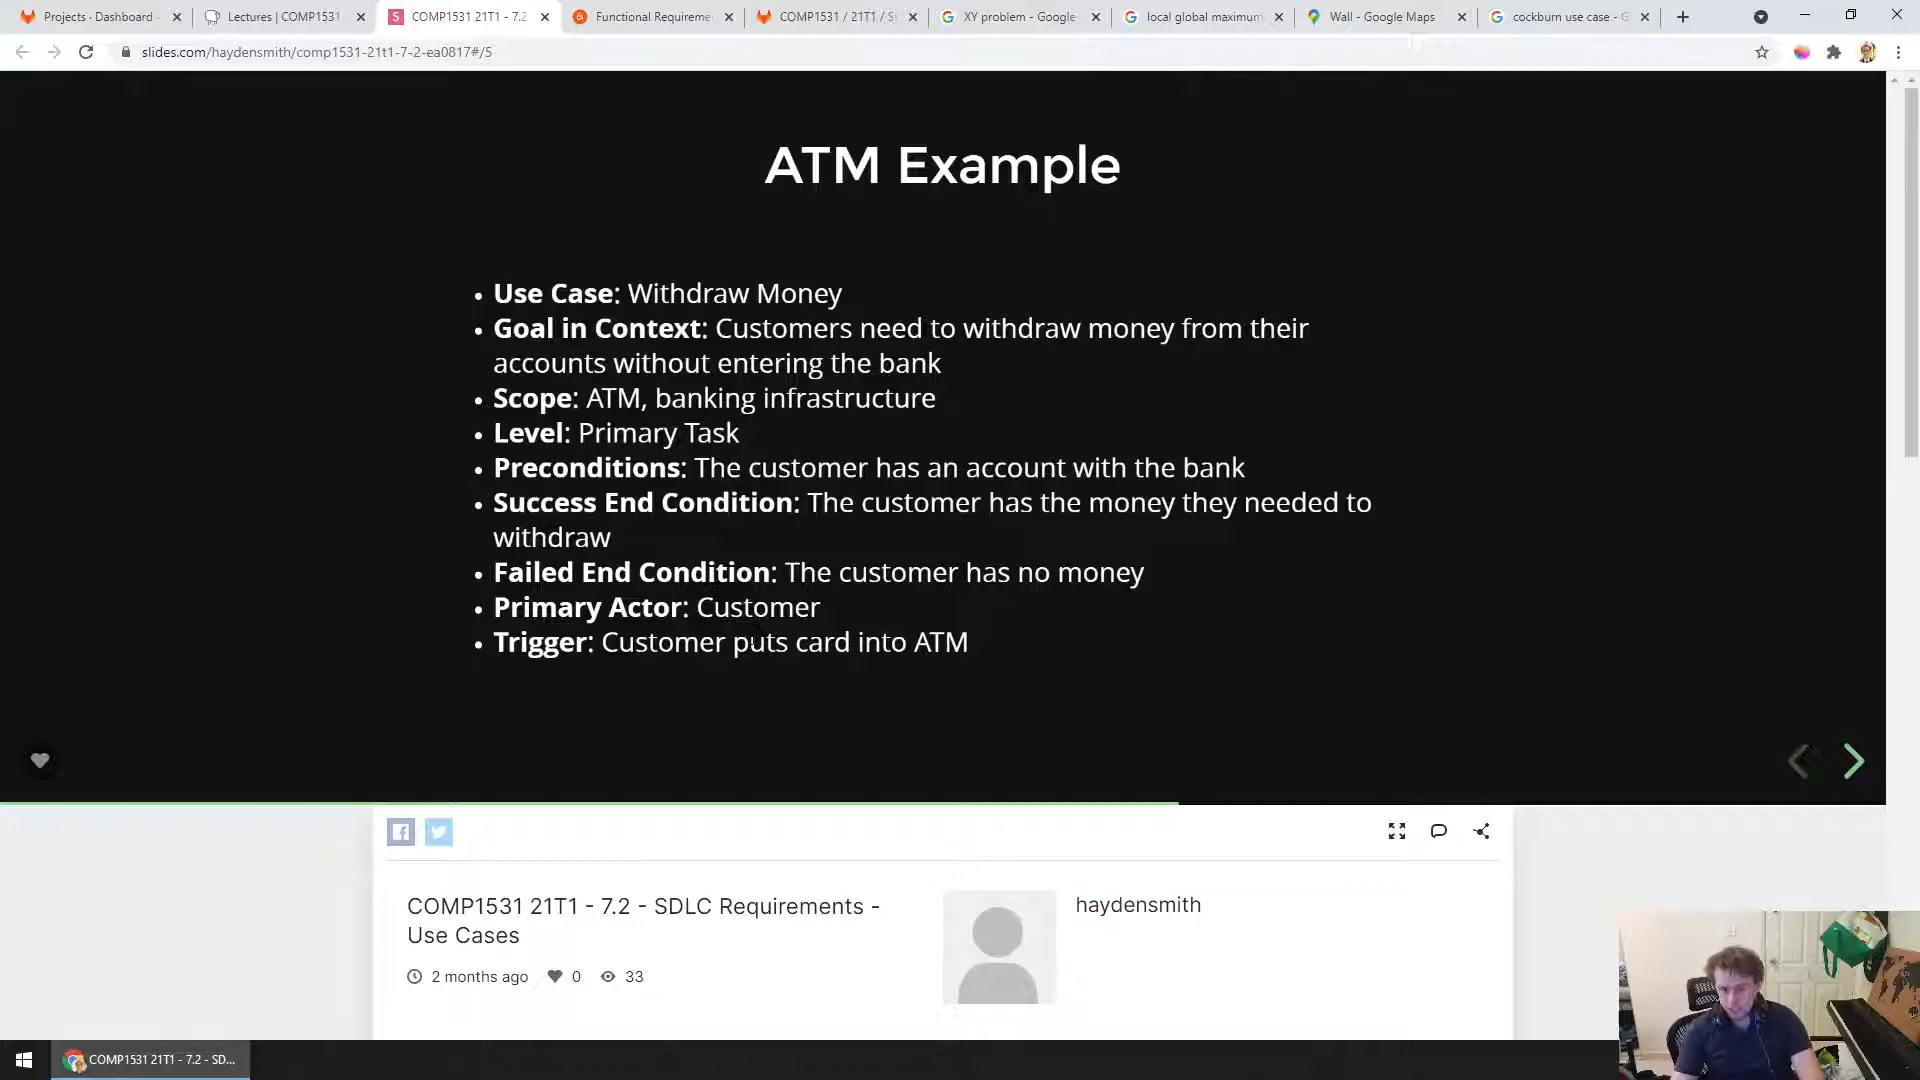 Projects · Dashboard ·
Lectures | COMP1531
COMP1531 21T1 - 7.2
Functional Requireme
COMP1531 / 21T1 / S
XY problem - Google
local global maximum
Wall - Google Maps
cockburn use case - G
slides.com/haydensmith/comp1531-21t1-7-2-ea0817#/5
ATM Example
• Use Case: Withdraw Money
• Goal in Context: Customers need to withdraw money from their
accounts without entering the bank
• Scope: ATM, banking infrastructure
• Level: Primary Task
• Preconditions: The customer has an account with the bank
• Success End Condition: The customer has the money they needed to
withdraw
• Failed End Condition: The customer has no money
• Primary Actor: Customer
• Trigger: Customer puts card into ATM
COMP1531 21T1 - 7.2 - SDLC Requirements -
Use Cases
haydensmith
2 months ago 0 33
COMP1531 21T1 - 7.2 - SD...